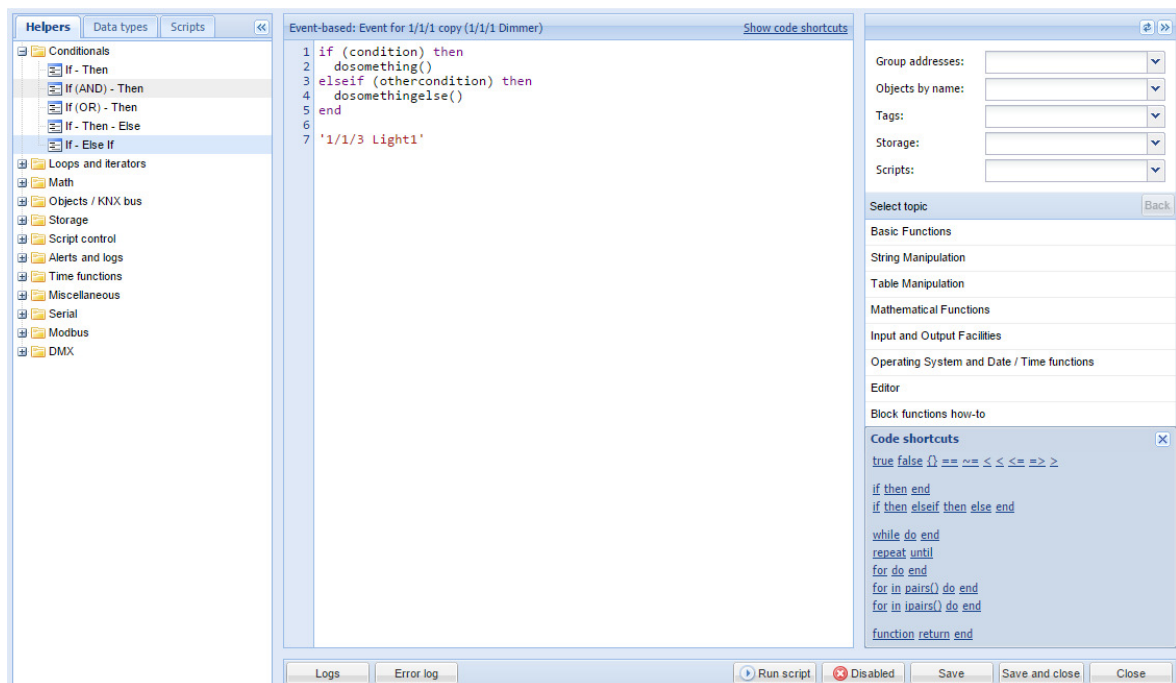 Helpers
Data types
Scripts
Conditionals
If - Then
If (AND) - Then
If (OR) - Then
If - Then - Else
If - Else If
Loops and iterators
Math
Objects / KNX bus
Storage
Script control
Alerts and logs
Time functions
Miscellaneous
Serial
Modbus
DMX
Event-based: Event for 1/1/1 copy (1/1/1 Dimmer)
Show code shortcuts
1 if (condition) then
2 dosomething()
3 elseif (othercondition) then
4 dosomethingelse()
5 end
6
7 '1/1/3 Light1'
Group addresses:
Objects by name:
Tags:
Storage:
Scripts:
Select topic
Back
Basic Functions
String Manipulation
Table Manipulation
Mathematical Functions
Input and Output Facilities
Operating System and Date / Time functions
Editor
Block functions how-to
Code shortcuts
true false {} == ~= < < <= => >
if then end
if then elseif then else end
while do end
repeat until
for do end
for in pairs() do end
for in ipairs() do end
function return end
Logs
Error log
Run script
Disabled
Save
Save and close
Close